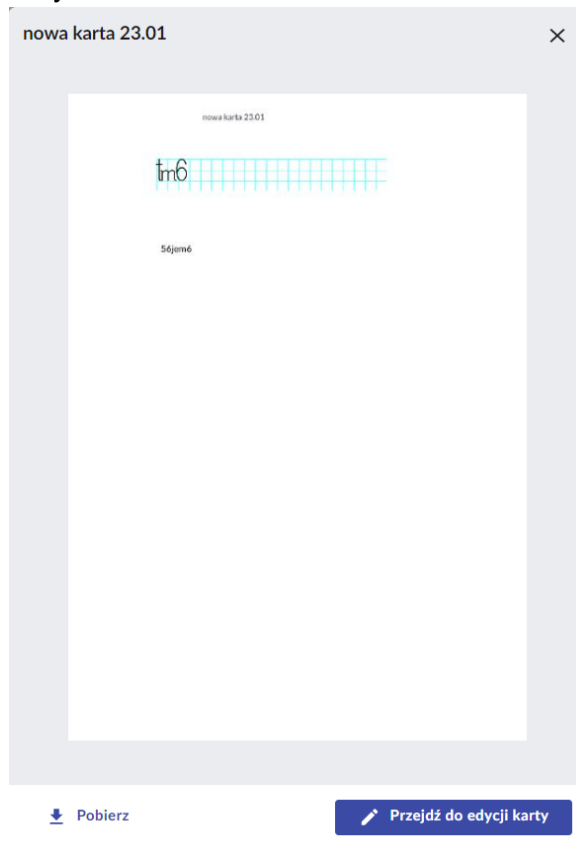 nowa karta 23.01
nowa karta 23.01
tm6
56jem6
Pobierz
Przejdź do edycji karty